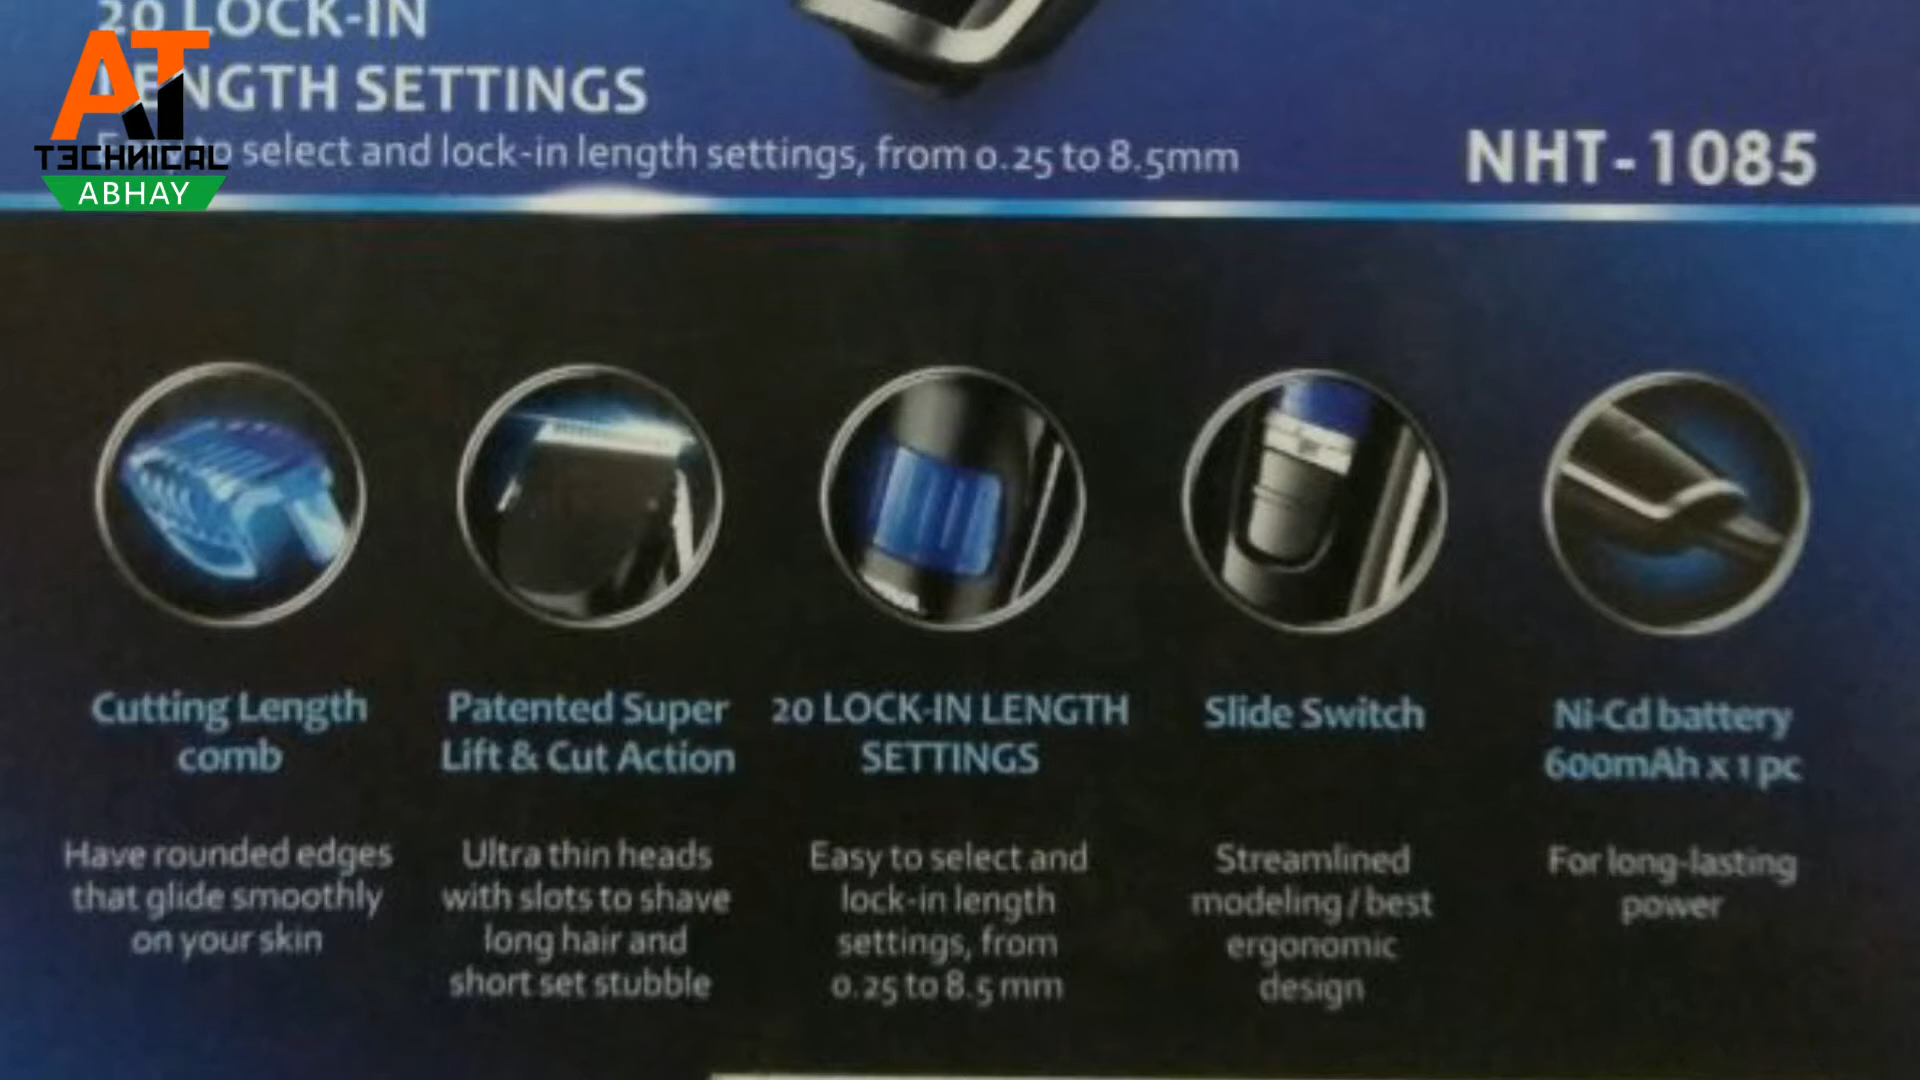 20 LOCK-IN
LENGTH SETTINGS
to select and lock-in length settings, from 0.25 to 8.5mm
NHT-1085
AT
TECHNICAL
ABHAY
Cutting Length
comb
Have rounded edges
that glide smoothly
on your skin
Patented Super
Lift & Cut Action
Ultra thin heads
with slots to shave
long hair and
short set stubble
20 LOCK-IN LENGTH
SETTINGS
Easy to select and
lock-in length
settings, from
0.25 to 8.5 mm
Slide Switch
Streamlined
modeling / best
ergonomic
design
Ni-Cd battery
600mAh x 1 pc
For long-lasting
power